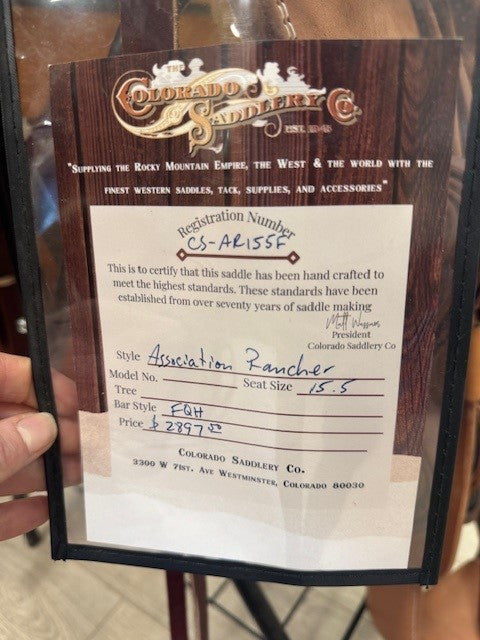 THE
COLORADO
SADDLERY CO.
EST. 1945
"SUPPLYING THE ROCKY MOUNTAIN EMPIRE, THE WEST & THE WORLD WITH THE
FINEST WESTERN SADDLES, TACK, SUPPLIES, AND ACCESSORIES"
Registration Number
CS-AR155F
This is to certify that this saddle has been hand crafted to
meet the highest standards. These standards have been
established from over seventy years of saddle making
President
Colorado Saddlery Co
Style Association Rancher
Model No. Seat Size 15.5
Tree
Bar Style FQH
Price $2897.00
COLORADO SADDLERY CO.
3300 W 71ST. AVE WESTMINSTER, COLORADO 80030